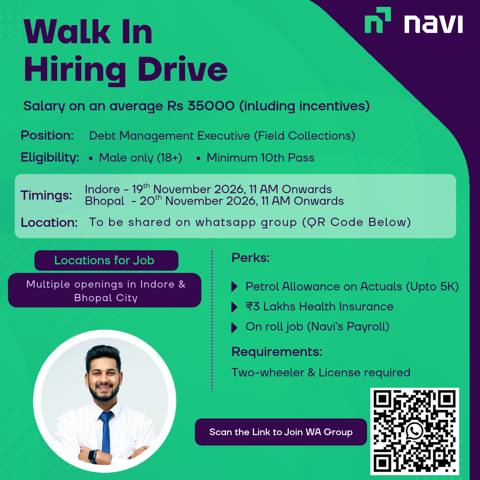 Walk In
navi
Hiring Drive
Salary on an average Rs 35000 (inluding incentives)
Position: Debt Management Executive (Field Collections)
Eligibility: • Male only (18+) • Minimum 10th Pass
Timings: Indore - 19th November 2026, 11 AM Onwards
Bhopal - 20th November 2026, 11 AM Onwards
Location: To be shared on whatsapp group (QR Code Below)
Locations for Job
Multiple openings in Indore &
Bhopal City
Perks:
Petrol Allowance on Actuals (Upto 5K)
₹3 Lakhs Health Insurance
On roll job (Navi's Payroll)
Requirements:
Two-wheeler & License required
Scan the Link to Join WA Group